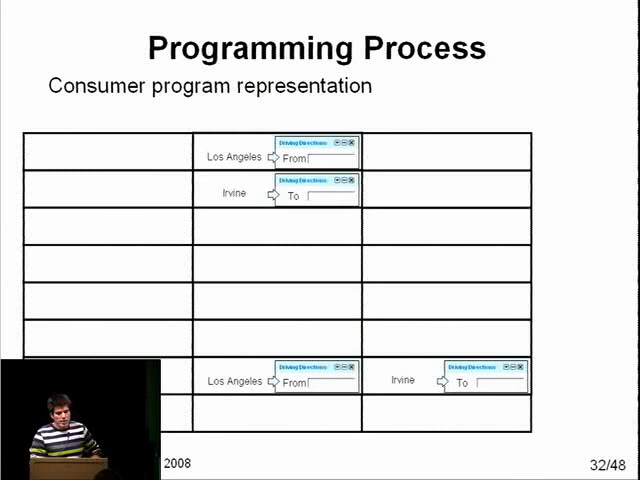 Programming Process
Consumer program representation
Driving Directions:
Los Angeles From
Driving Directions:
Irvine To
Driving Directions: Driving Directions:
Los Angeles From Irvine To
2008
32/48